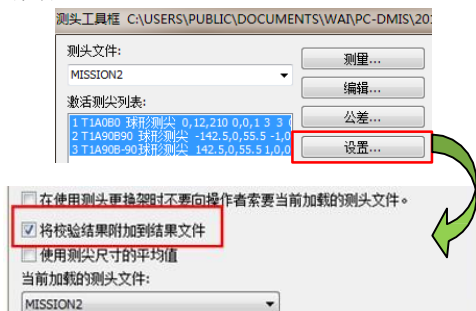 测头工具框 C:\USERS\PUBLIC\DOCUMENTS\WAI\PC-DMIS\20
测头文件:
测量...
MISSION2
编辑...
激活测尖列表:
公差...
1 T1A0B0 球形测尖 0,12,210 0,0,1 3 3
2 T1A90B90 球形测尖 -142.5,0,55.5 -1,0
3 T1A90B-90球形测尖 142.5,0,55.5 1,0,0
设置...
在使用测头更换架时不要向操作者索要当前加载的测头文件。
将校验结果附加到结果文件
使用测尖尺寸的平均值
当前加载的测头文件:
MISSION2